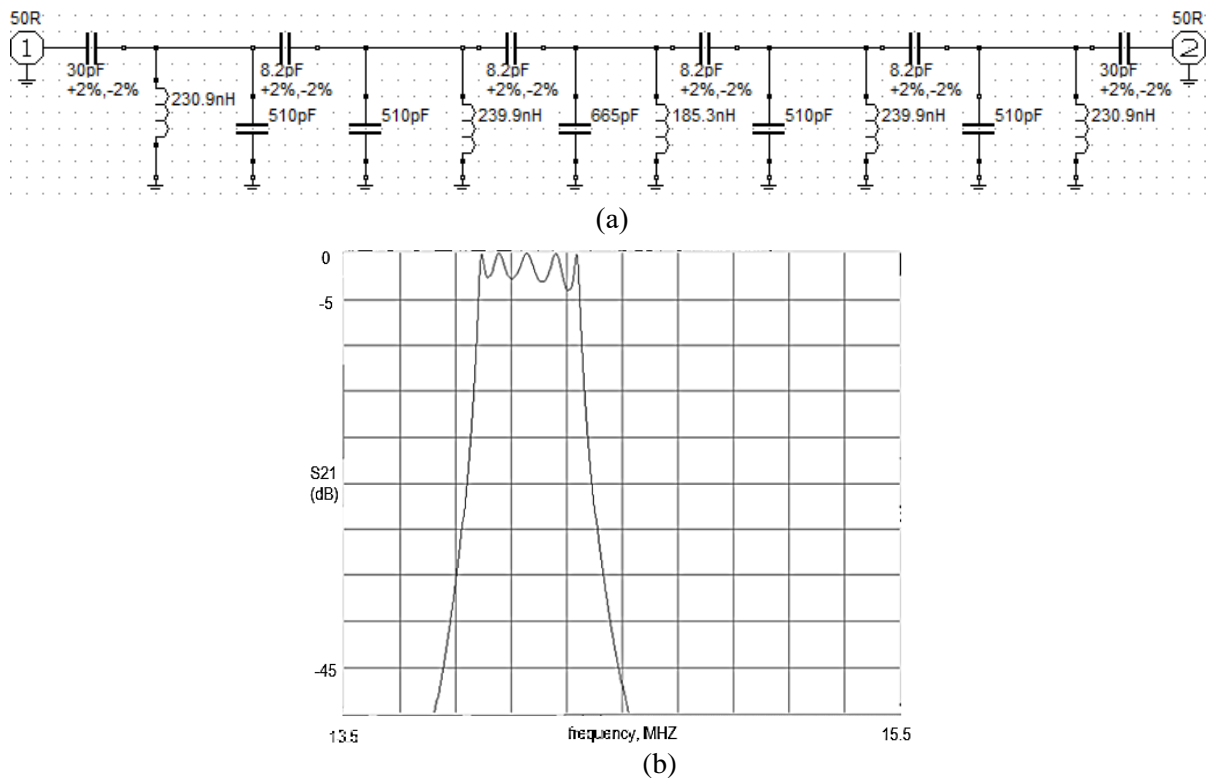 50R 50R
1 2
30pF 8.2pF 8.2pF 8.2pF 8.2pF 30pF
+2%,-2% +2%,-2% +2%,-2% +2%,-2% +2%,-2% +2%,-2%
230.9nH 510pF 510pF 239.9nH 665pF 185.3nH 510pF 239.9nH 510pF 230.9nH
(a)
0
-5
S21
(dB)
-45
13.5 frequency, MHZ 15.5
(b)